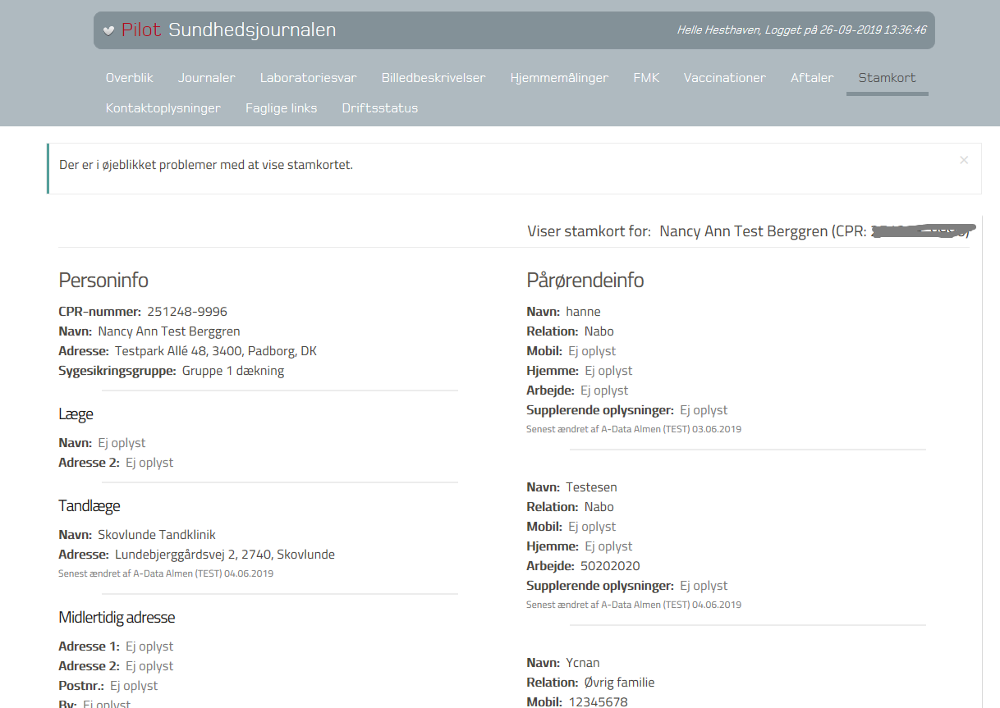 Pilot Sundhedsjournalen
Helle Hesthaven, Logget på 26-09-2019 13:36:46
Overblik Journaler Laboratoriesvar Billedbeskrivelser Hjemmemålinger FMK Vaccinationer Aftaler Stamkort
Kontaktoplysninger Faglige links Driftsstatus
Der er i øjeblikket problemer med at vise stamkortet.
Viser stamkort for: Nancy Ann Test Berggren (CPR:
Personinfo
CPR-nummer: 251248-9996
Navn: Nancy Ann Test Berggren
Adresse: Testpark Allé 48, 3400, Padborg, DK
Sygesikringsgruppe: Gruppe 1 dækning
Læge
Navn: Ej oplyst
Adresse 2: Ej oplyst
Tandlæge
Navn: Skovlunde Tandklinik
Adresse: Lundebjerggårdsvej 2, 2740, Skovlunde
Senest ændret af A-Data Almen (TEST) 04.06.2019
Midlertidig adresse
Adresse 1: Ej oplyst
Adresse 2: Ej oplyst
Postnr.: Ej oplyst
By: Ej oplyst
Pårørendeinfo
Navn: hanne
Relation: Nabo
Mobil: Ej oplyst
Hjemme: Ej oplyst
Arbejde: Ej oplyst
Supplerende oplysninger: Ej oplyst
Senest ændret af A-Data Almen (TEST) 03.06.2019
Navn: Testesen
Relation: Nabo
Mobil: Ej oplyst
Hjemme: Ej oplyst
Arbejde: 50202020
Supplerende oplysninger: Ej oplyst
Senest ændret af A-Data Almen (TEST) 04.06.2019
Navn: Ycnan
Relation: Øvrig familie
Mobil: 12345678